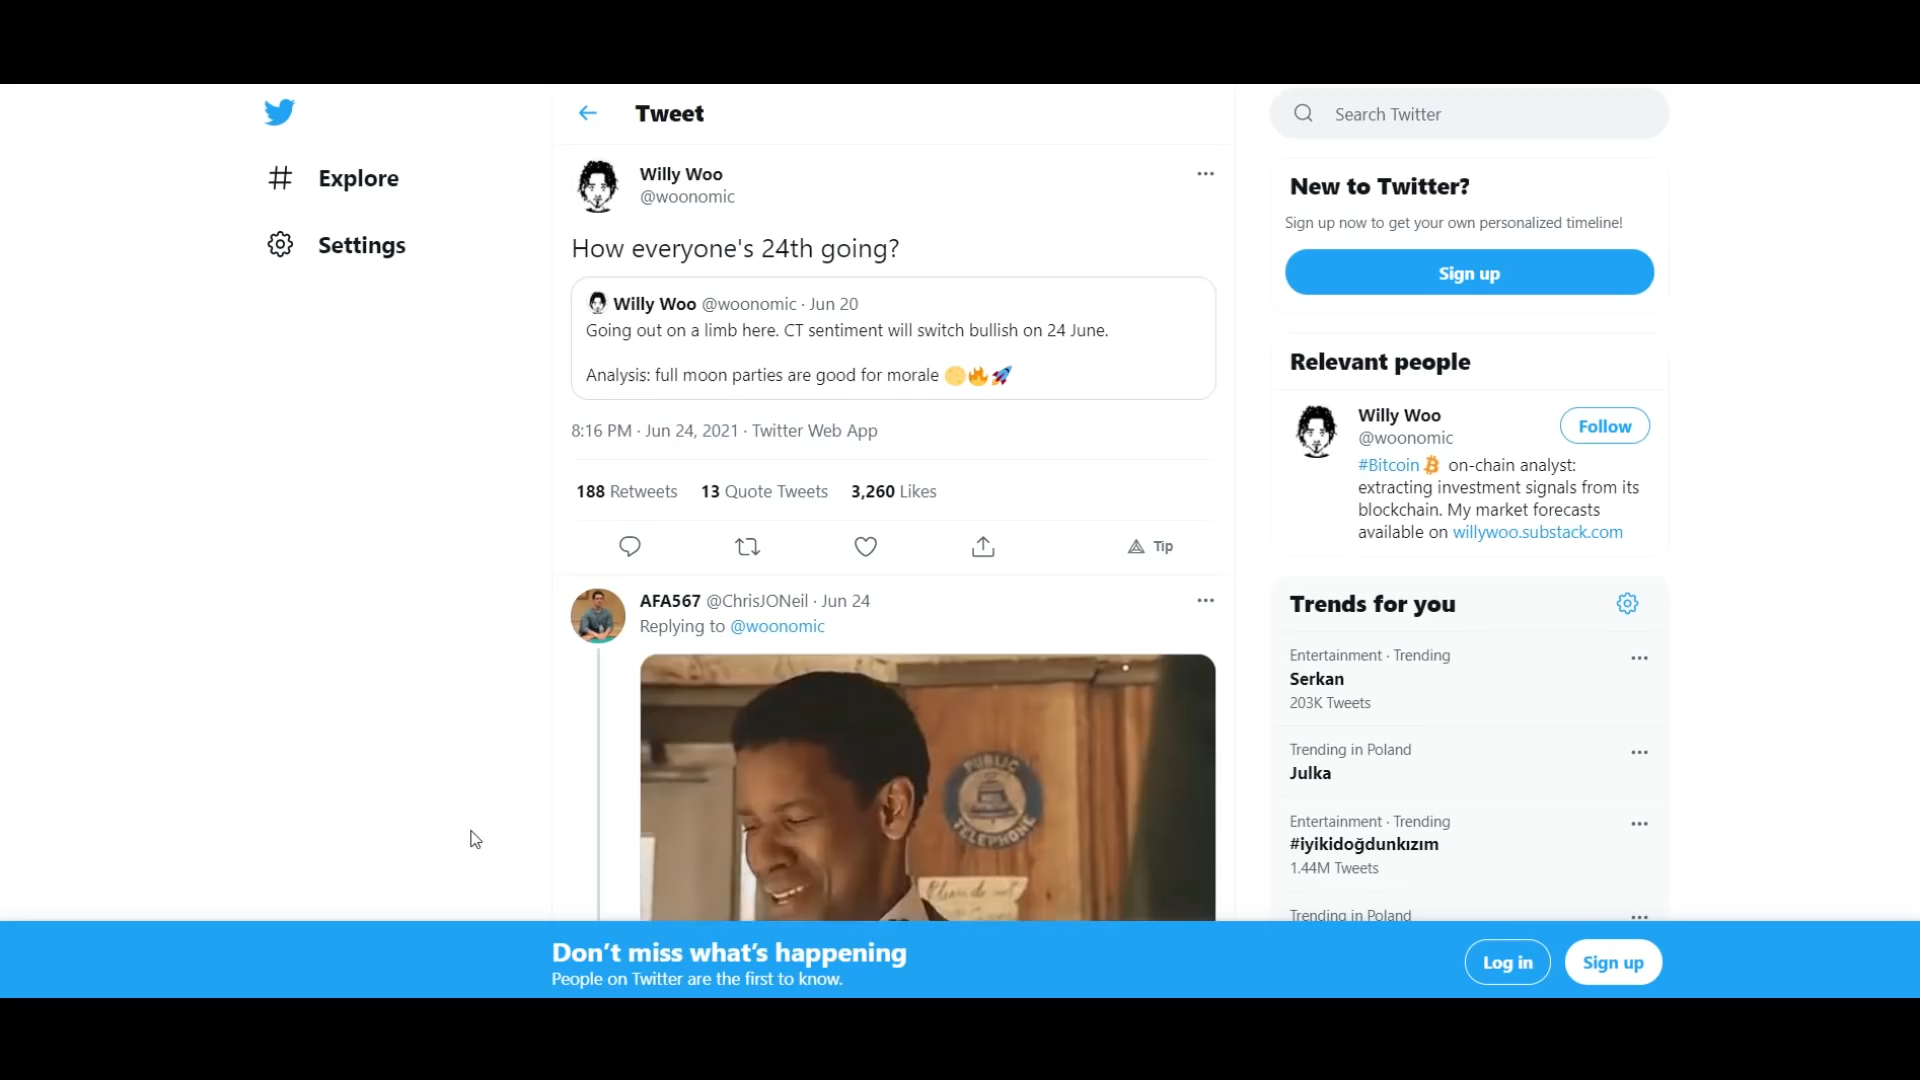 Tweet
Search Twitter
Explore
Settings
Willy Woo
@woonomic
How everyone's 24th going?
Willy Woo @woonomic · Jun 20
Going out on a limb here. CT sentiment will switch bullish on 24 June.
Analysis: full moon parties are good for morale 🌕🔥🚀
8:16 PM · Jun 24, 2021 · Twitter Web App
188 Retweets 13 Quote Tweets 3,260 Likes
Tip
AFA567 @ChrisJONeil · Jun 24
Replying to @woonomic
PUBLIC
TELEPHONE
Please do not
New to Twitter?
Sign up now to get your own personalized timeline!
Sign up
Relevant people
Willy Woo
@woonomic
Follow
#Bitcoin on-chain analyst:
extracting investment signals from its
blockchain. My market forecasts
available on willywoo.substack.com
Trends for you
Entertainment · Trending
Serkan
203K Tweets
Trending in Poland
Julka
Entertainment · Trending
#iyikidoğdunkızım
1.44M Tweets
Trending in Poland
Don't miss what's happening
People on Twitter are the first to know.
Log in
Sign up